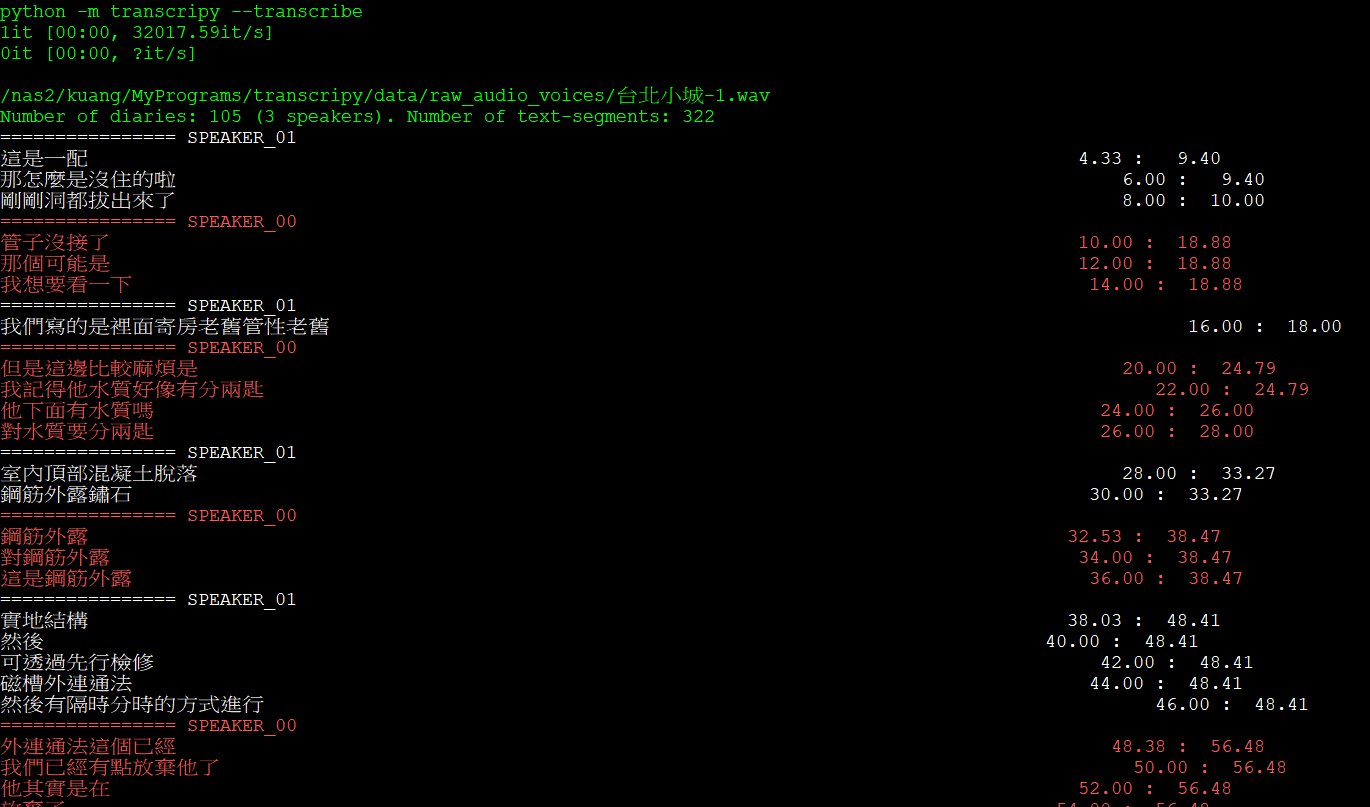 python -m transcripy --transcribe
1it [00:00, 32017.59it/s]
0it [00:00, ?it/s]
/nas2/kuang/MyPrograms/transcripy/data/raw_audio_voices/台北小城-1.wav
Number of diaries: 105 (3 speakers). Number of text-segments: 322
================ SPEAKER_01
這是一配 4.33 : 9.40
那怎麼是沒住的啦 6.00 : 9.40
剛剛洞都拔出來了 8.00 : 10.00
================ SPEAKER_00
管子沒接了 10.00 : 18.88
那個可能是 12.00 : 18.88
我想要看一下 14.00 : 18.88
================ SPEAKER_01
我們寫的是裡面寄房老舊管性老舊 16.00 : 18.00
================ SPEAKER_00
但是這邊比較麻煩是 20.00 : 24.79
我記得他水質好像有分兩匙 22.00 : 24.79
他下面有水質嗎 24.00 : 26.00
對水質要分兩匙 26.00 : 28.00
================ SPEAKER_01
室內頂部混凝土脫落 28.00 : 33.27
鋼筋外露鏽石 30.00 : 33.27
================ SPEAKER_00
鋼筋外露 32.53 : 38.47
對鋼筋外露 34.00 : 38.47
這是鋼筋外露 36.00 : 38.47
================ SPEAKER_01
實地結構 38.03 : 48.41
然後 40.00 : 48.41
可透過先行檢修 42.00 : 48.41
磁槽外連通法 44.00 : 48.41
然後有隔時分時的方式進行 46.00 : 48.41
================ SPEAKER_00
外連通法這個已經 48.38 : 56.48
我們已經有點放棄他了 50.00 : 56.48
他其實是在 52.00 : 56.48
放棄了 54.00 : 56.48